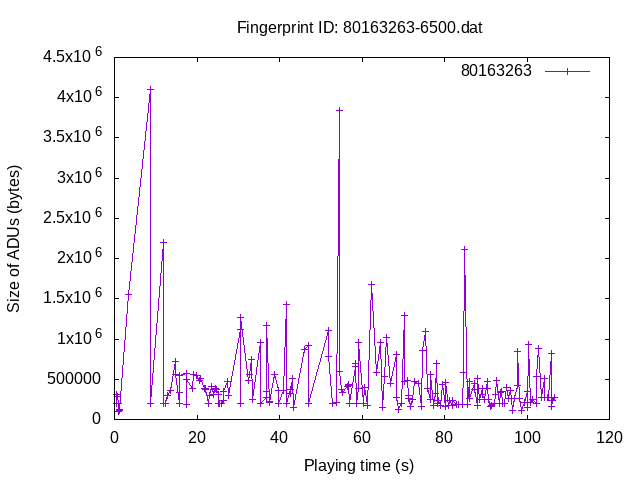 Fingerprint ID: 80163263-6500.dat
80163263
4.5x10^6
4x10^6
3.5x10^6
3x10^6
2.5x10^6
2x10^6
1.5x10^6
1x10^6
500000
0
Size of ADUs (bytes)
0 20 40 60 80 100 120
Playing time (s)